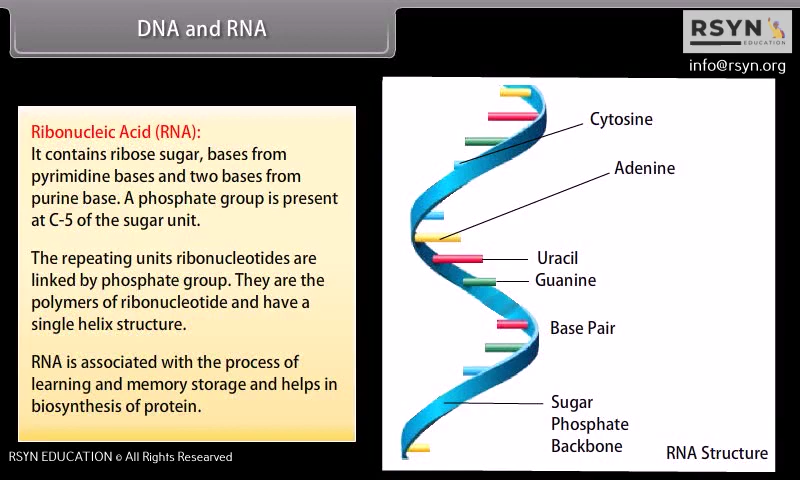 DNA and RNA
RSYN
EDUCATION
info@rsyn.org
Ribonucleic Acid (RNA):
It contains ribose sugar, bases from
pyrimidine bases and two bases from
purine base. A phosphate group is present
at C-5 of the sugar unit.
The repeating units ribonucleotides are
linked by phosphate group. They are the
polymers of ribonucleotide and have a
single helix structure.
RNA is associated with the process of
learning and memory storage and helps in
biosynthesis of protein.
Cytosine
Adenine
Uracil
Guanine
Base Pair
Sugar
Phosphate
Backbone
RNA Structure
RSYN EDUCATION © All Rights Researved